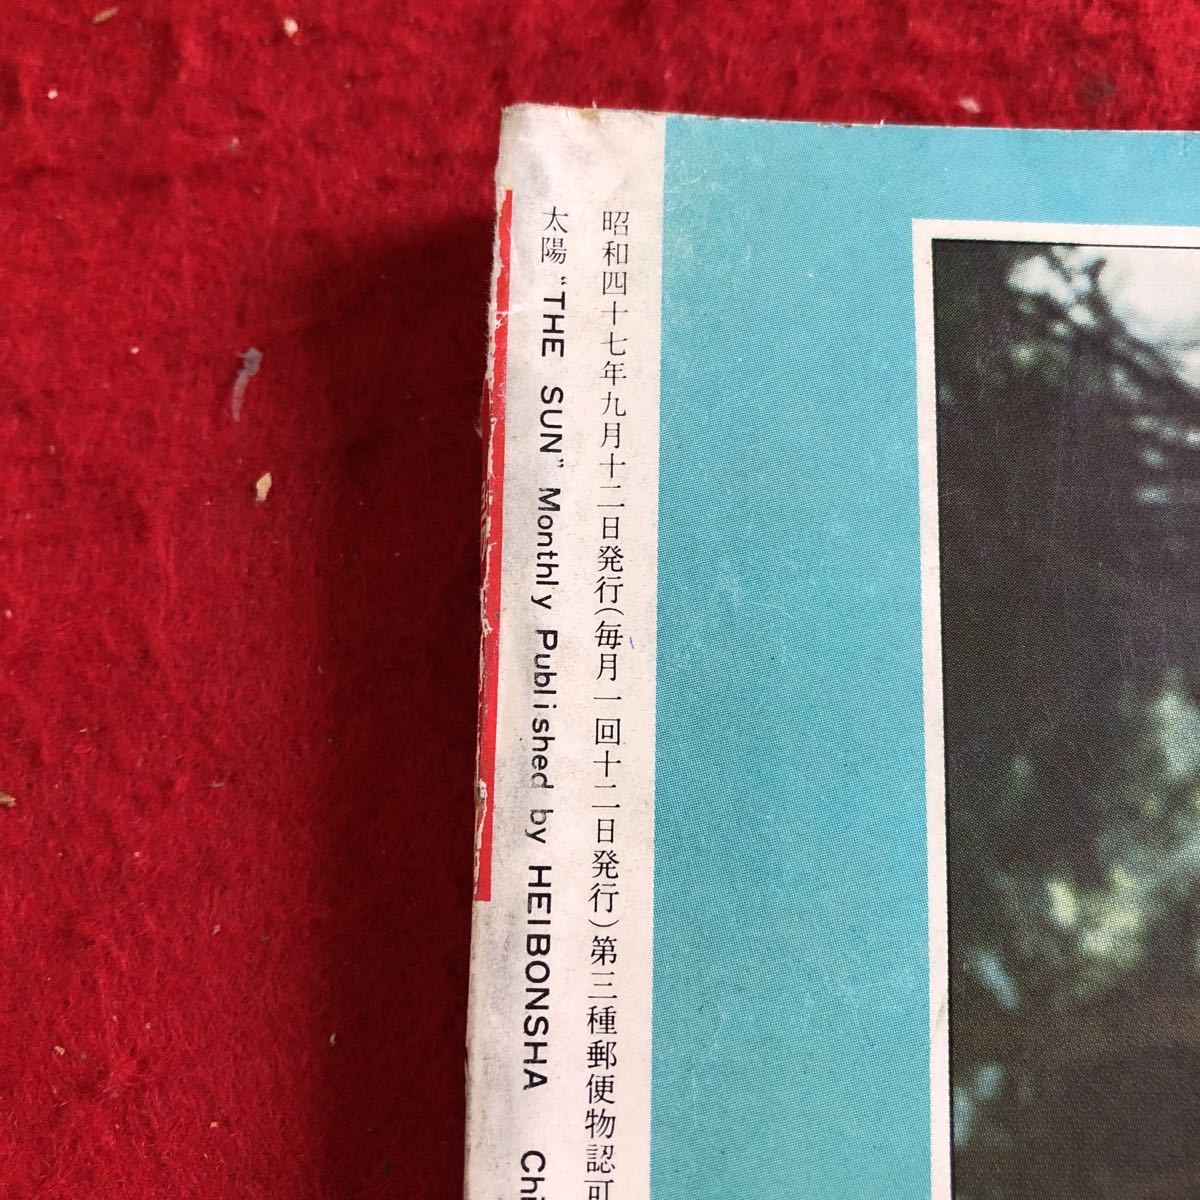 昭和四十七年九月十二日発行(毎月一回十二日発行)第三種郵便物認可
太陽 “THE SUN” Monthly Published by HEIBONSHA Chi